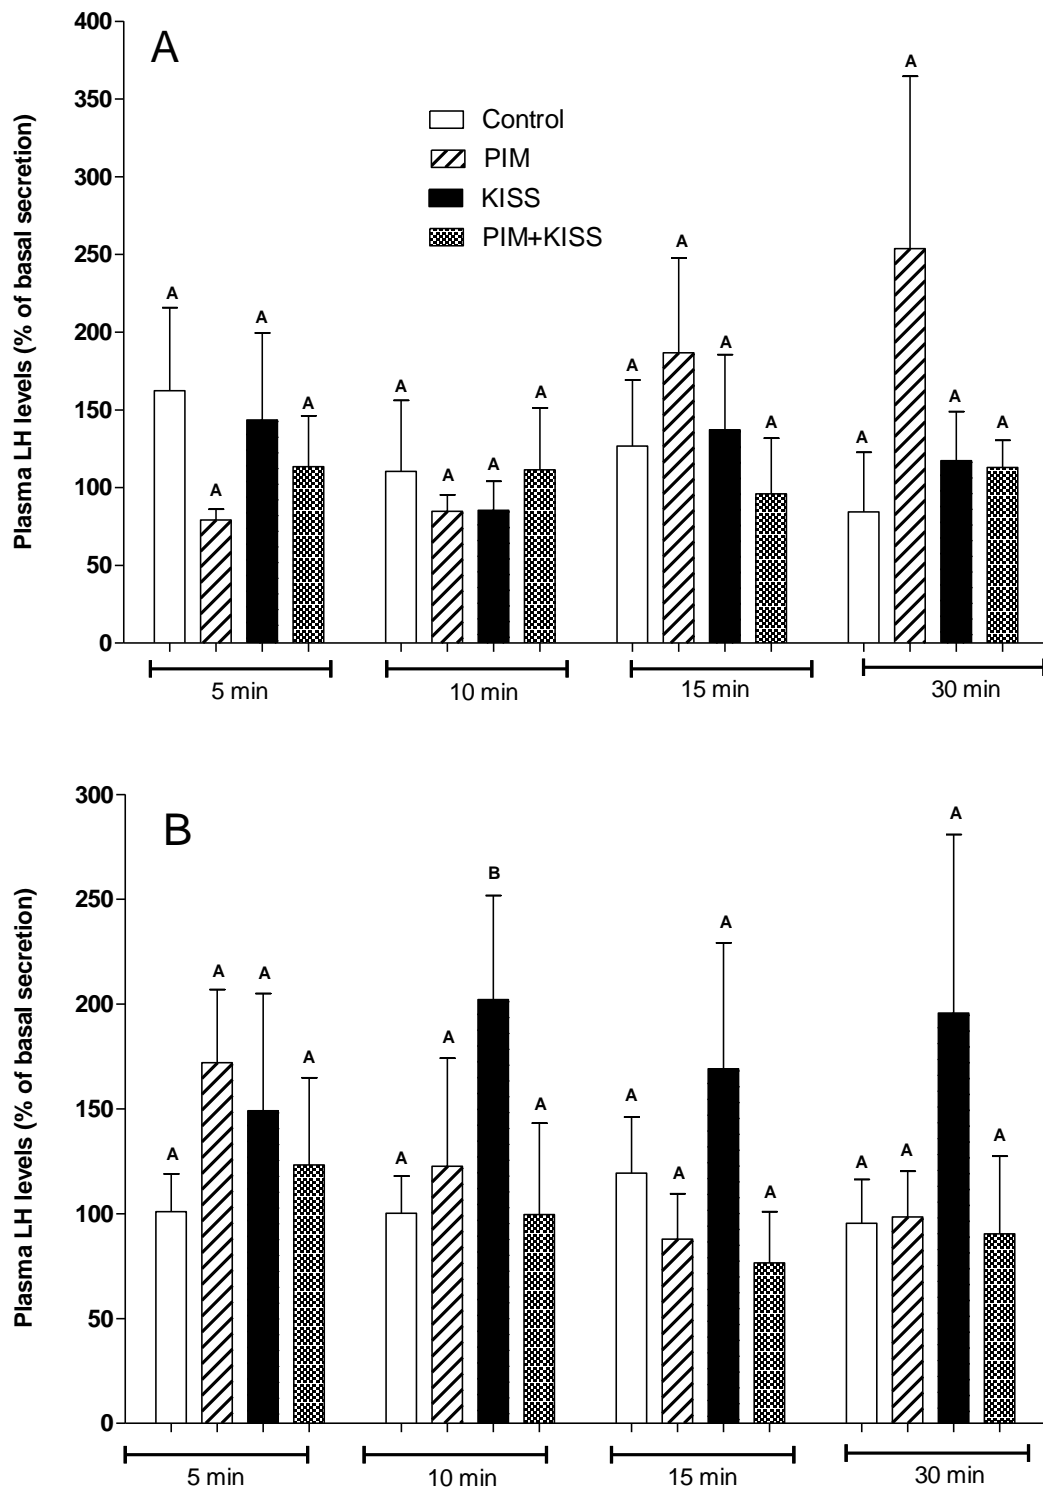 400
A
350
Control
PIM
KISS
PIM+KISS
300
250
200
150
100
50
0
Plasma LH levels (% of basal secretion)
A A A A A A A A A A A A A A A A
5 min 10 min 15 min 30 min
300
B
250
200
150
100
50
0
Plasma LH levels (% of basal secretion)
A A A A A A B A A A A A A A A A
5 min 10 min 15 min 30 min